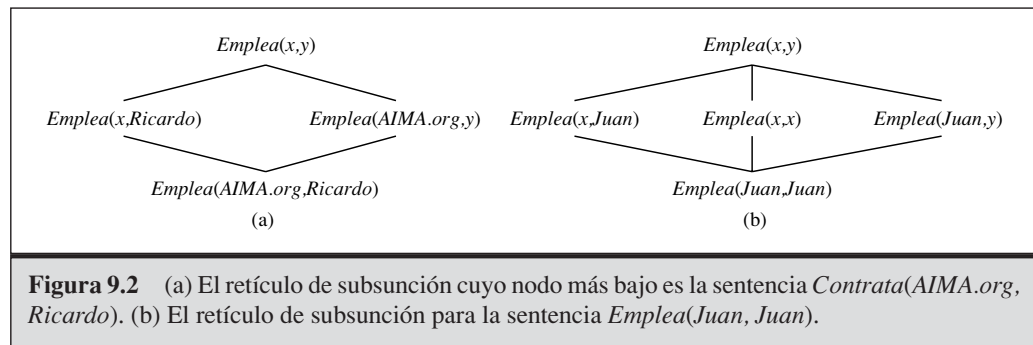 Emplea(x,y)
Emplea(x,Ricardo)
Emplea(AIMA.org,y)
Emplea(AIMA.org,Ricardo)
(a)
Emplea(x,y)
Emplea(x,Juan)
Emplea(x,x)
Emplea(Juan,y)
Emplea(Juan,Juan)
(b)
Figura 9.2 (a) El retículo de subsunción cuyo nodo más bajo es la sentencia Contrata(AIMA.org,
Ricardo). (b) El retículo de subsunción para la sentencia Emplea(Juan, Juan).